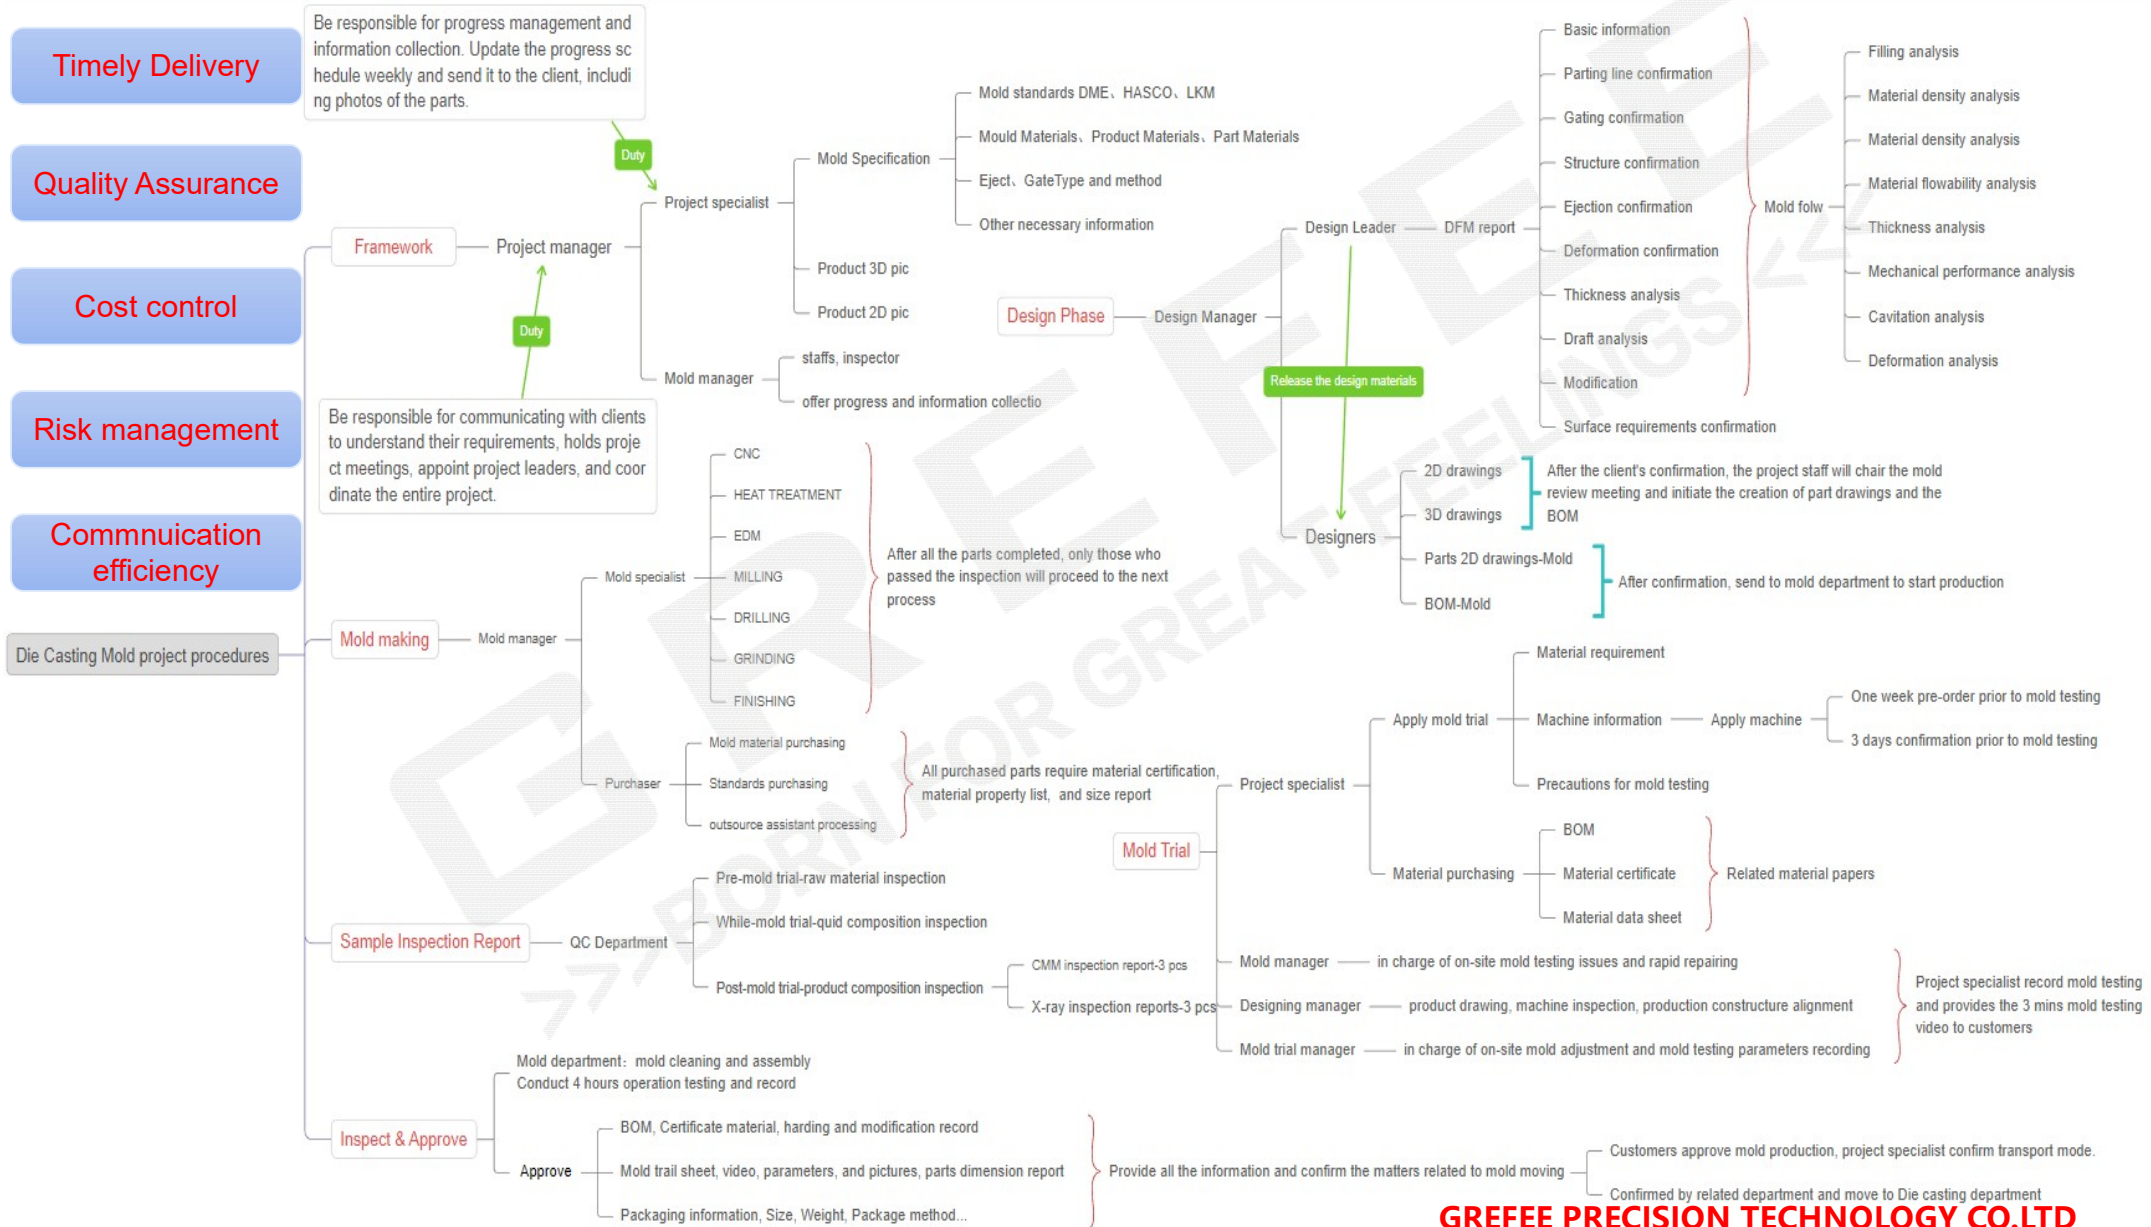 Timely Delivery
Quality Assurance
Cost control
Risk management
Commnuication
efficiency
Die Casting Mold project procedures
Be responsible for progress management and
information collection. Update the progress sc
hedule weekly and send it to the client, includi
ng photos of the parts.
Duty
Framework
Project manager
Duty
Be responsible for communicating with clients
to understand their requirements, holds proje
ct meetings, appoint project leaders, and coor
dinate the entire project.
Project specialist
Mold Specification
Mold standards DME、HASCO、LKM
Mould Materials、Product Materials、Part Materials
Eject、GateType and method
Other necessary information
Product 3D pic
Product 2D pic
Mold manager
staffs, inspector
offer progress and information collectio
Design Phase
Design Manager
Design Leader
DFM report
Basic information
Parting line confirmation
Gating confirmation
Structure confirmation
Ejection confirmation
Deformation confirmation
Thickness analysis
Draft analysis
Modification
Surface requirements confirmation
Mold folw
Filling analysis
Material density analysis
Material density analysis
Material flowability analysis
Thickness analysis
Mechanical performance analysis
Cavitation analysis
Deformation analysis
Release the design materials
Designers
2D drawings
3D drawings
After the client's confirmation, the project staff will chair the mold
review meeting and initiate the creation of part drawings and the
BOM
Parts 2D drawings-Mold
BOM-Mold
After confirmation, send to mold department to start production
Mold making
Mold manager
Mold specialist
CNC
HEAT TREATMENT
EDM
MILLING
DRILLING
GRINDING
FINISHING
After all the parts completed, only those who
passed the inspection will proceed to the next
process
Purchaser
Mold material purchasing
Standards purchasing
outsource assistant processing
All purchased parts require material certification,
material property list, and size report
Mold Trial
Project specialist
Apply mold trial
Material requirement
Machine information
Apply machine
One week pre-order prior to mold testing
3 days confirmation prior to mold testing
Precautions for mold testing
Material purchasing
BOM
Material certificate
Material data sheet
Related material papers
Mold manager
in charge of on-site mold testing issues and rapid repairing
Designing manager
product drawing, machine inspection, production constructure alignment
Mold trial manager
in charge of on-site mold adjustment and mold testing parameters recording
Project specialist record mold testing
and provides the 3 mins mold testing
video to customers
Sample Inspection Report
QC Department
Pre-mold trial-raw material inspection
While-mold trial-quid composition inspection
Post-mold trial-product composition inspection
CMM inspection report-3 pcs
X-ray inspection reports-3 pcs
Inspect & Approve
Mold department： mold cleaning and assembly
Conduct 4 hours operation testing and record
Approve
BOM, Certificate material, harding and modification record
Mold trail sheet, video, parameters, and pictures, parts dimension report
Packaging information, Size, Weight, Package method...
Provide all the information and confirm the matters related to mold moving
Customers approve mold production, project specialist confirm transport mode.
Confirmed by related department and move to Die casting department
GREFEE PRECISION TECHNOLOGY CO.LTD
GREFEE
>>BORN FOR GREAT FEELINGS<<